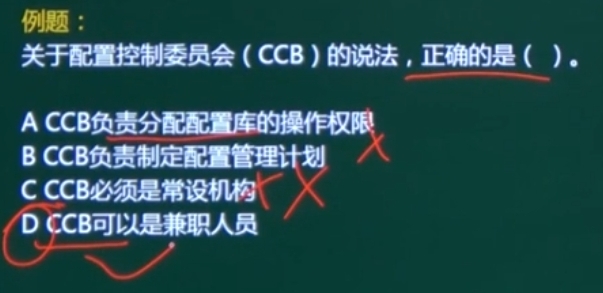 例题：
关于配置控制委员会（CCB）的说法，正确的是（ ）。
A CCB负责分配配置库的操作权限
B CCB负责制定配置管理计划
C CCB必须是常设机构
D CCB可以是兼职人员